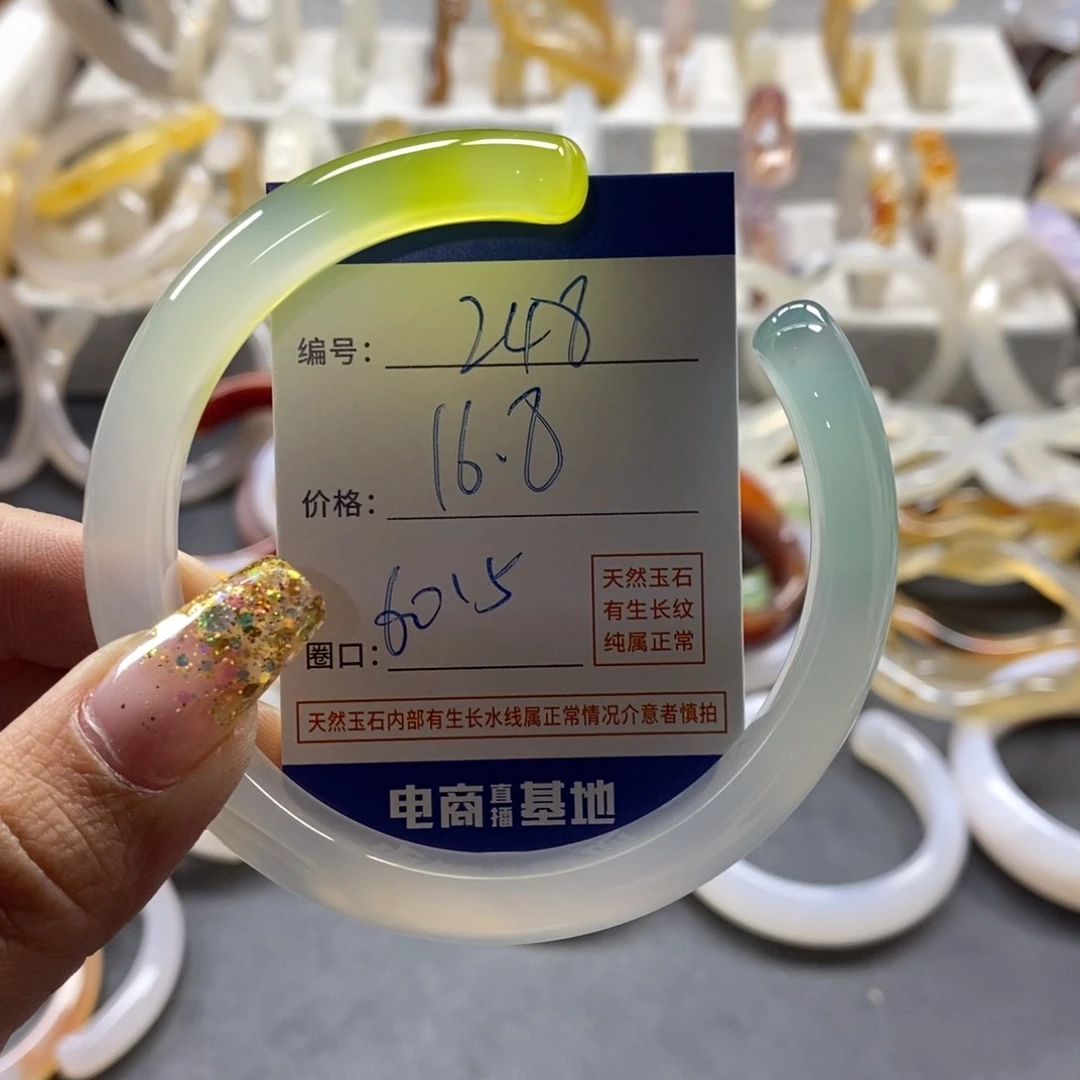 编号: 248
价格: 16.8
圈口: 6015
天然玉石
有生长纹
纯属正常
天然玉石内部有生长水线属正常情况介意者慎拍
电商直播基地